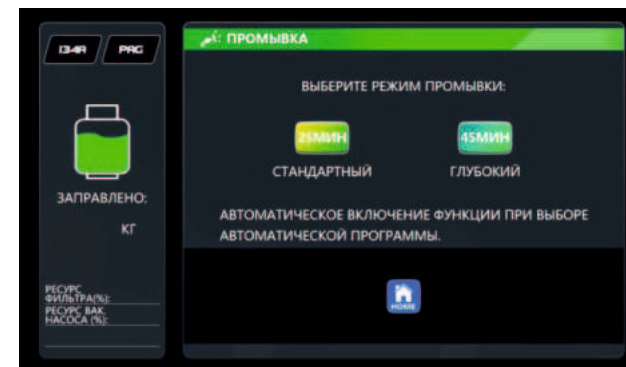 134A PAG
ЗАПРАВЛЕНО:
КГ
РЕСУРС
ФИЛЬТРА(%):
РЕСУРС ВАК.
НАСОСА (%):
ПРОМЫВКА
ВЫБЕРИТЕ РЕЖИМ ПРОМЫВКИ:
25МИН 45МИН
СТАНДАРТНЫЙ ГЛУБОКИЙ
АВТОМАТИЧЕСКОЕ ВКЛЮЧЕНИЕ ФУНКЦИИ ПРИ ВЫБОРЕ
АВТОМАТИЧЕСКОЙ ПРОГРАММЫ.
HOME